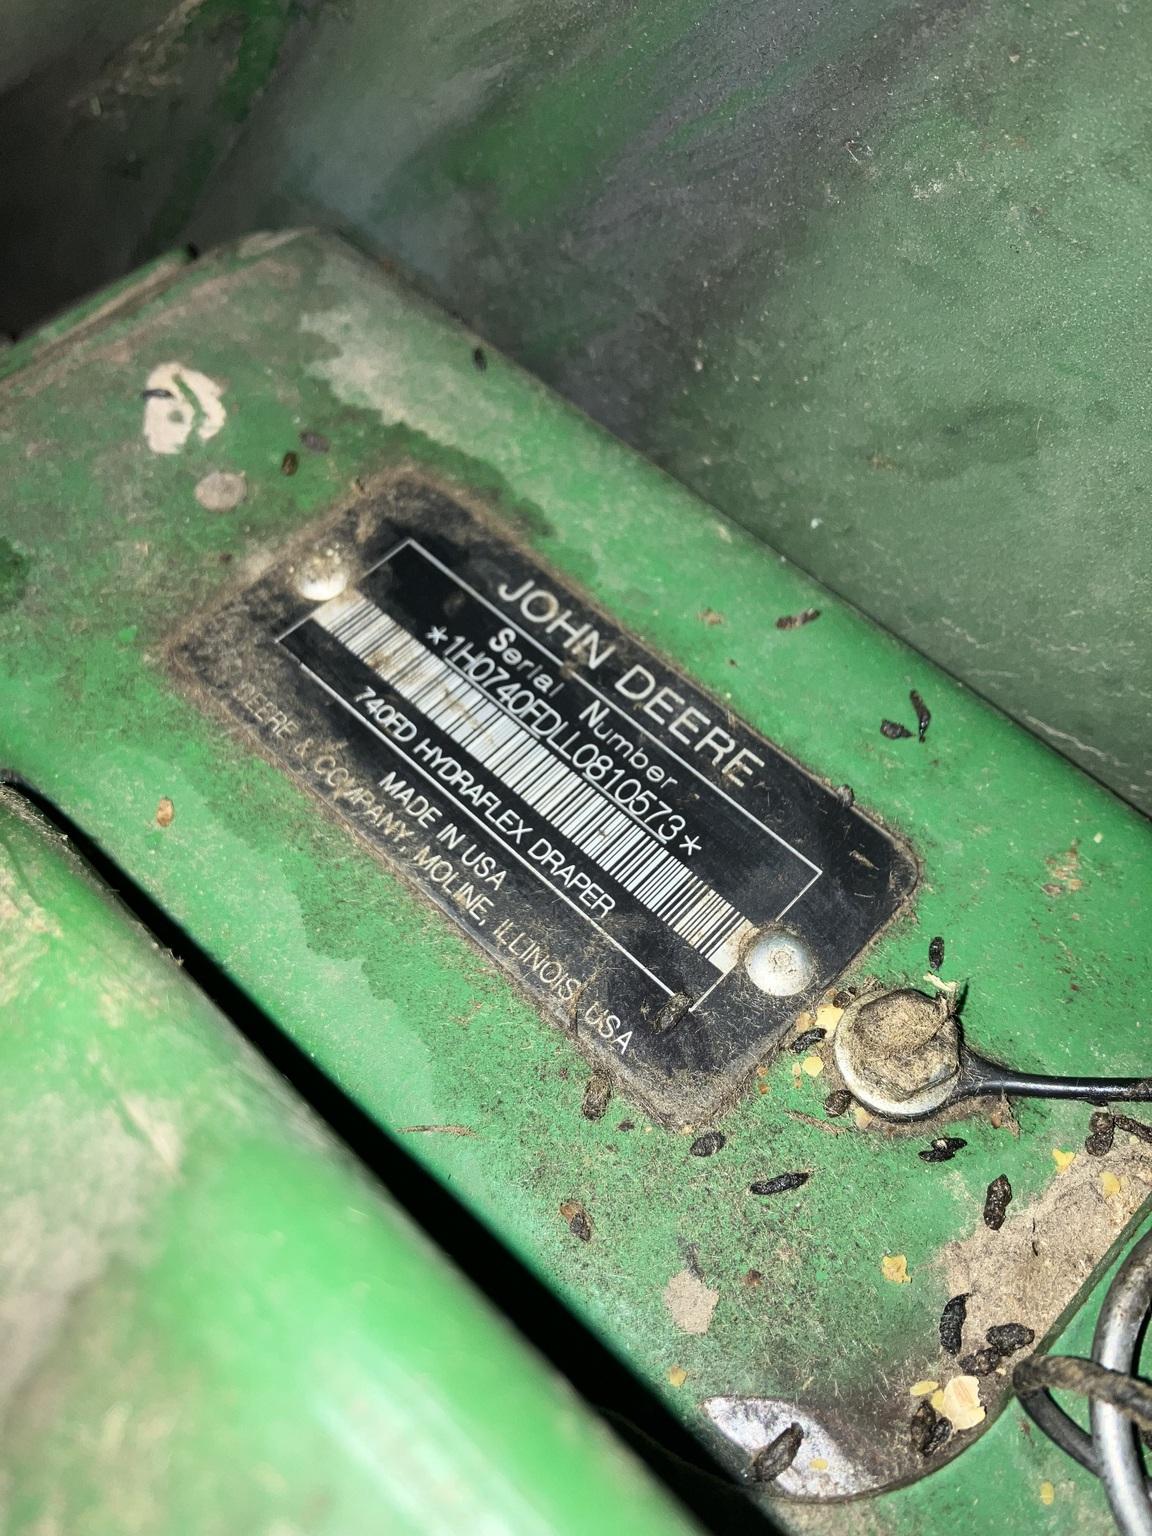 JOHN DEERE
Serial Number
*1H0740FDLL0810573*
740FD HYDRAFLEX DRAPER
MADE IN USA
DEERE & COMPANY, MOLINE, ILLINOIS, USA